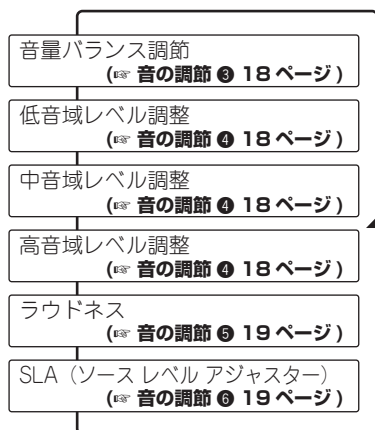 音量バランス調節
(☞ 音の調節 ❸ 18 ページ )
低音域レベル調整
(☞ 音の調節 ❹ 18 ページ )
中音域レベル調整
(☞ 音の調節 ❹ 18 ページ )
高音域レベル調整
(☞ 音の調節 ❹ 18 ページ )
ラウドネス
(☞ 音の調節 ❺ 19 ページ )
SLA（ソース レベル アジャスター）
(☞ 音の調節 ❻ 19 ページ )